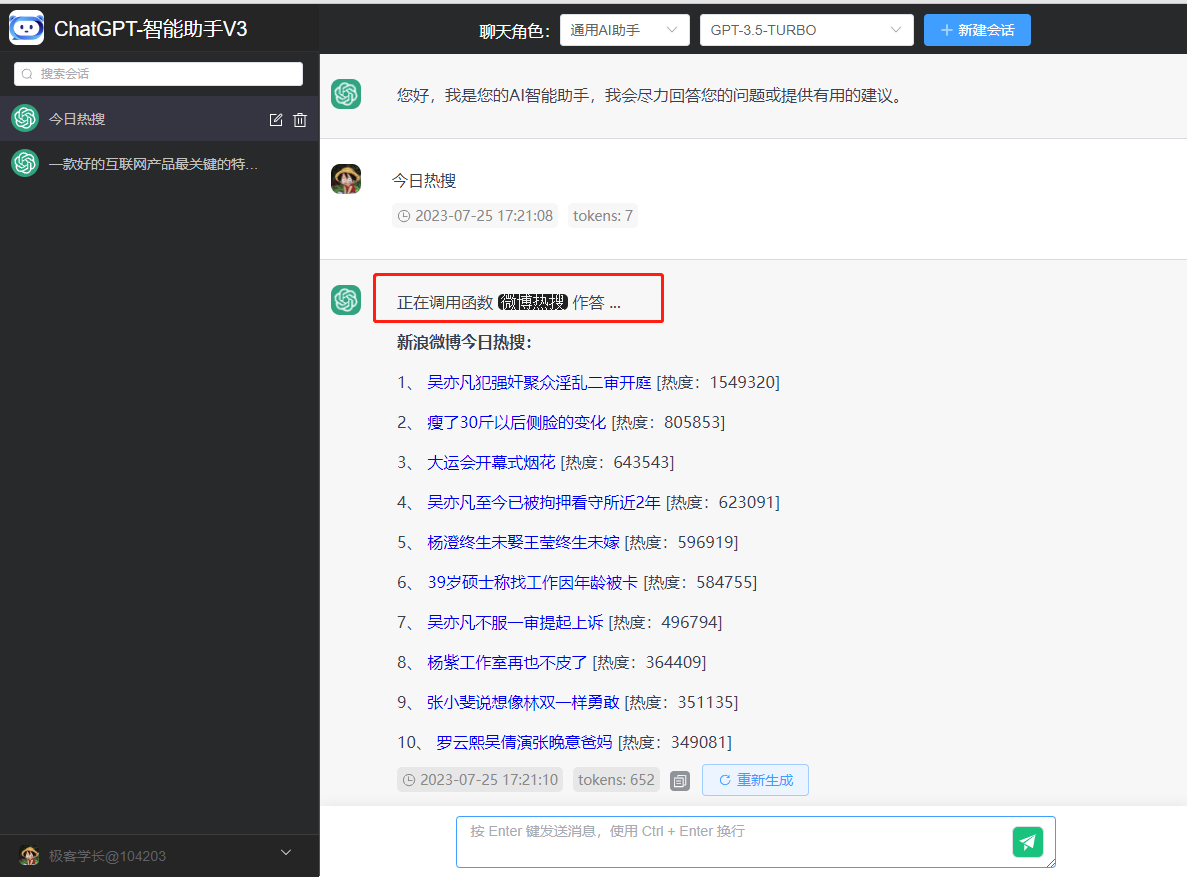 ChatGPT-智能助手V3
聊天角色：
通用AI助手
GPT-3.5-TURBO
新建会话
搜索会话
今日热搜
一款好的互联网产品最关键的特...
您好，我是您的AI智能助手，我会尽力回答您的问题或提供有用的建议。
今日热搜
2023-07-25 17:21:08 tokens: 7
正在调用函数 微博热搜 作答 ...
新浪微博今日热搜：
1、 吴亦凡犯强奸聚众淫乱二审开庭 [热度：1549320]
2、 瘦了30斤以后侧脸的变化 [热度：805853]
3、 大运会开幕式烟花 [热度：643543]
4、 吴亦凡至今已被拘押看守所近2年 [热度：623091]
5、 杨澄终生未娶王莹终生未嫁 [热度：596919]
6、 39岁硕士称找工作因年龄被卡 [热度：584755]
7、 吴亦凡不服一审提起上诉 [热度：496794]
8、 杨紫工作室再也不皮了 [热度：364409]
9、 张小斐说想像林双一样勇敢 [热度：351135]
10、 罗云熙吴倩演张晚意爸妈 [热度：349081]
2023-07-25 17:21:10 tokens: 652 重新生成
按 Enter 键发送消息，使用 Ctrl + Enter 换行
极客学长@104203